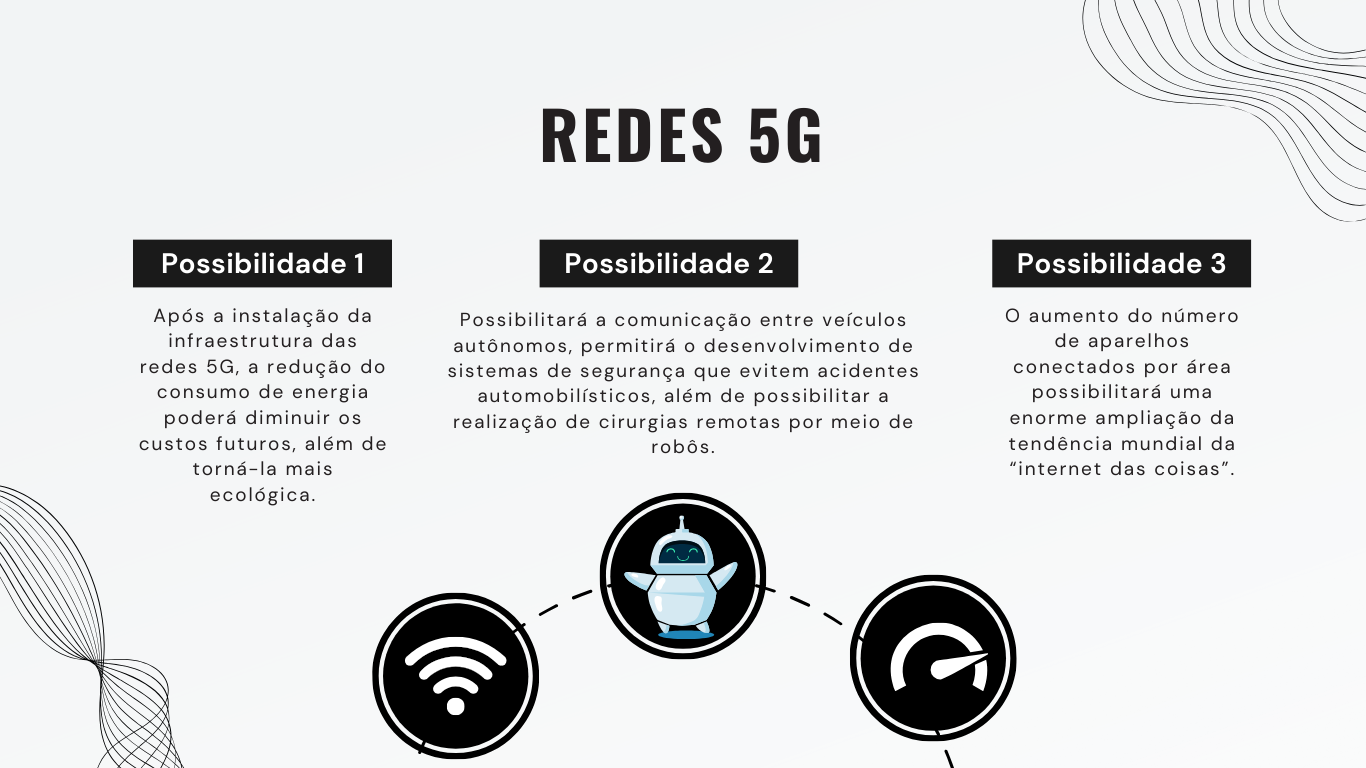 REDES 5G
Possibilidade 1
Após a instalação da
infraestrutura das
redes 5G, a redução do
consumo de energia
poderá diminuir os
custos futuros, além de
torná-la mais
ecológica.
Possibilidade 2
Possibilitará a comunicação entre veículos
autônomos, permitirá o desenvolvimento de
sistemas de segurança que evitem acidentes
automobilísticos, além de possibilitar a
realização de cirurgias remotas por meio de
robôs.
Possibilidade 3
O aumento do número
de aparelhos
conectados por área
possibilitará uma
enorme ampliação da
tendência mundial da
“internet das coisas”.